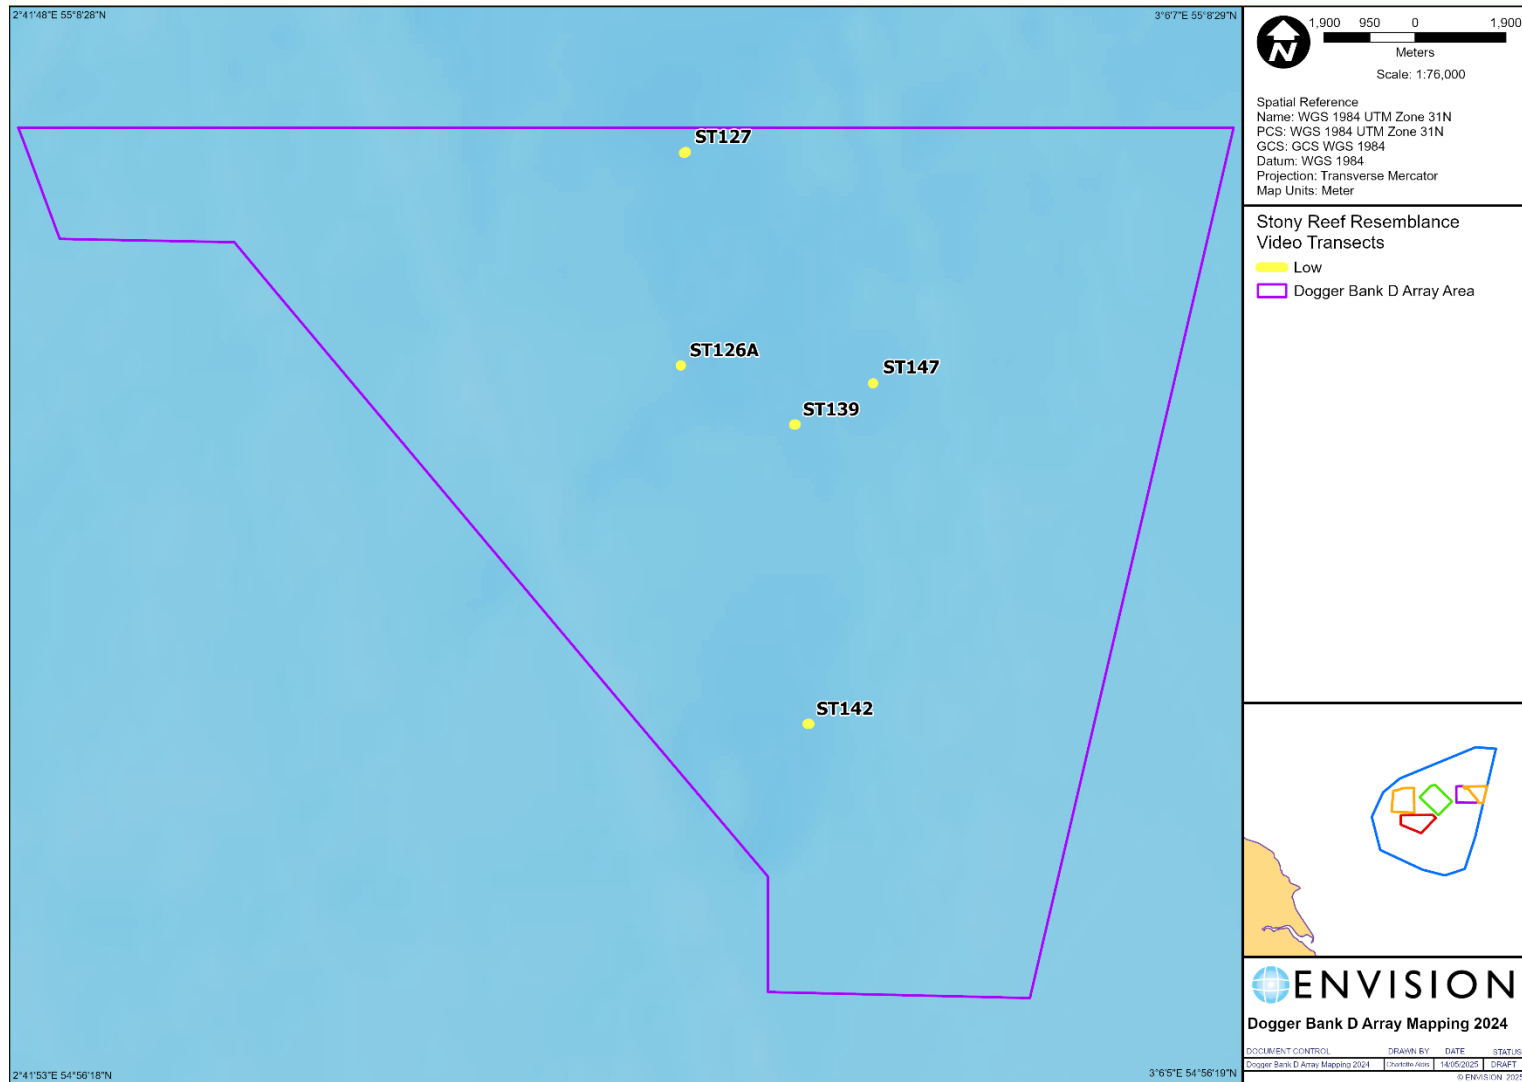 2°41'48"E 55°8'28"N
3°6'7"E 55°8'29"N
ST127
ST126A
ST147
ST139
ST142
2°41'53"E 54°56'18"N
3°6'5"E 54°56'19"N
N
1,900 950 0 1,900
Meters
Scale: 1:76,000
Spatial Reference
Name: WGS 1984 UTM Zone 31N
PCS: WGS 1984 UTM Zone 31N
GCS: GCS WGS 1984
Datum: WGS 1984
Projection: Transverse Mercator
Map Units: Meter
Stony Reef Resemblance
Video Transects
Low
Dogger Bank D Array Area
ENVISION
Dogger Bank D Array Mapping 2024
DOCUMENT CONTROL DRAWN BY DATE STATUS
Dogger Bank D Array Mapping 2024 Charlotte 14/05/2025 DRAFT
© ENVISION 2025